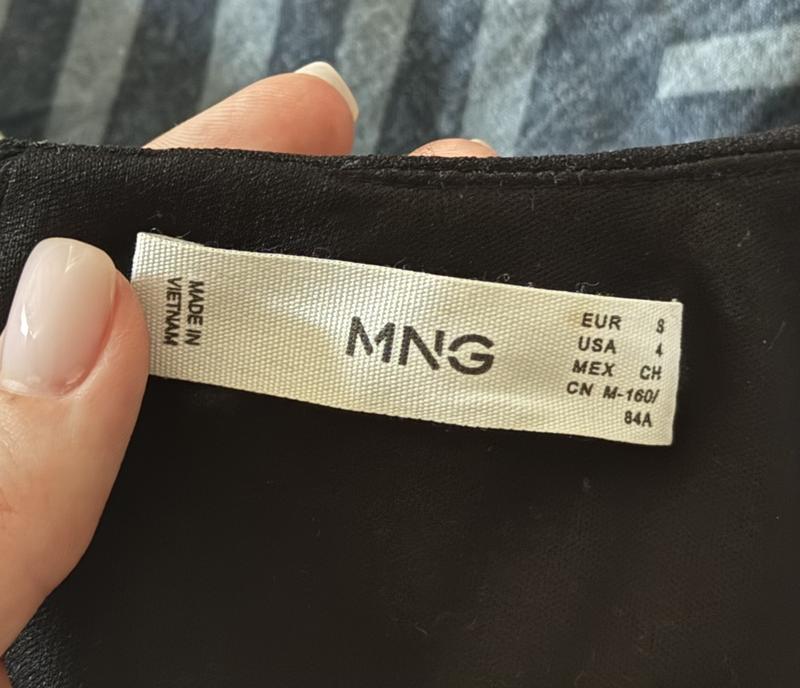 MADE IN
VIETNAM
MNG
EUR S
USA 4
MEX CH
CN M-160/
84A